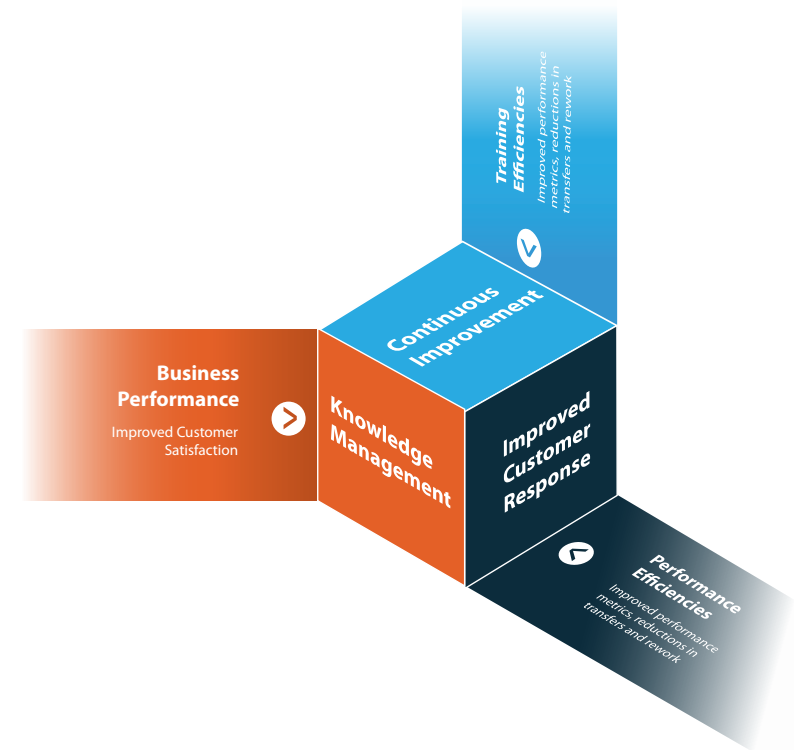 Training
Efficiencies
Improved performance
metrics, reductions in
transfers and rework
Continuous
Improvement
Business
Performance
Improved Customer
Satisfaction
Knowledge
Management
Improved
Customer
Response
Performance
Efficiencies
Improved performance
metrics, reductions in
transfers and rework